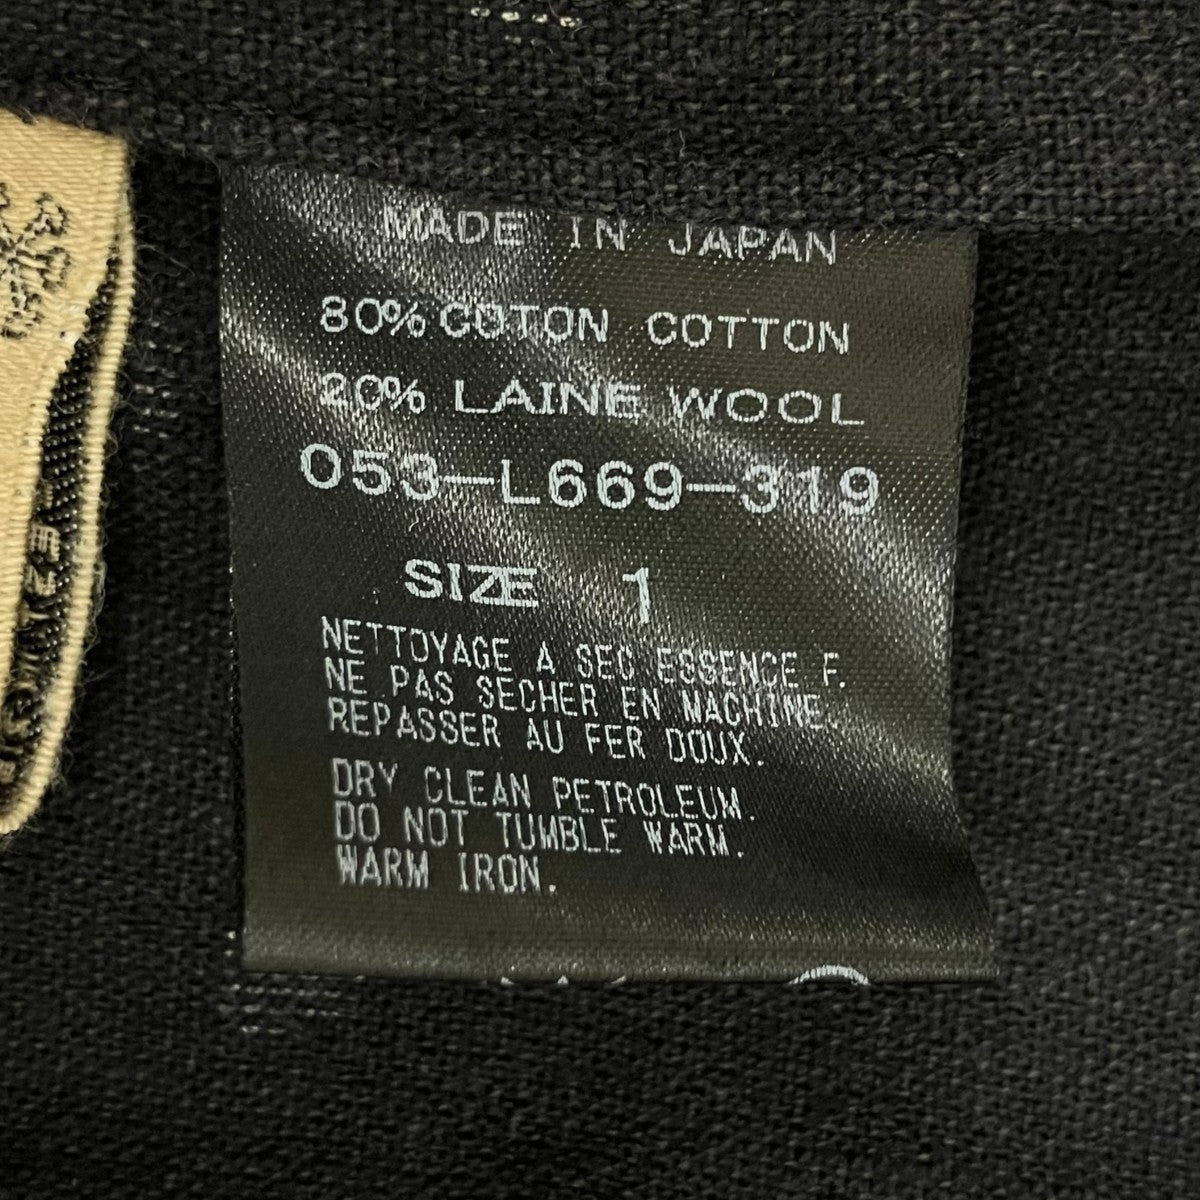 MADE IN JAPAN
80% COTON COTTON
20% LAINE WOOL
053-L669-319
SIZE 1
NETTOYAGE A SEC ESSENCE F.
NE PAS SECHER EN MACHINE.
REPASSER AU FER DOUX.
DRY CLEAN PETROLEUM.
DO NOT TUMBLE WARM.
WARM IRON.